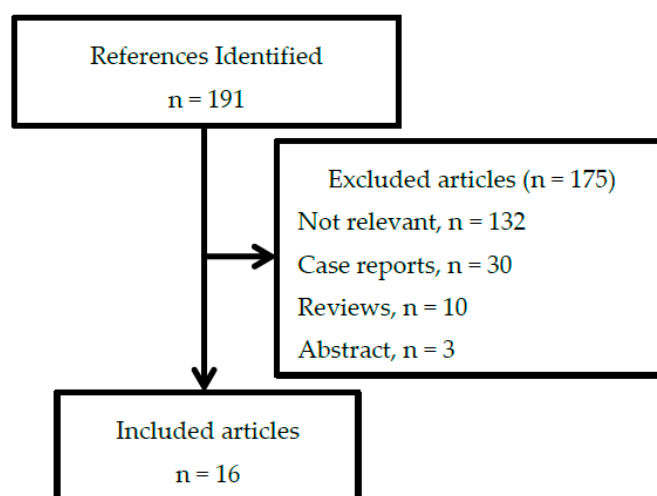 References Identified
n = 191
Excluded articles (n = 175)
Not relevant, n = 132
Case reports, n = 30
Reviews, n = 10
Abstract, n = 3
Included articles
n = 16